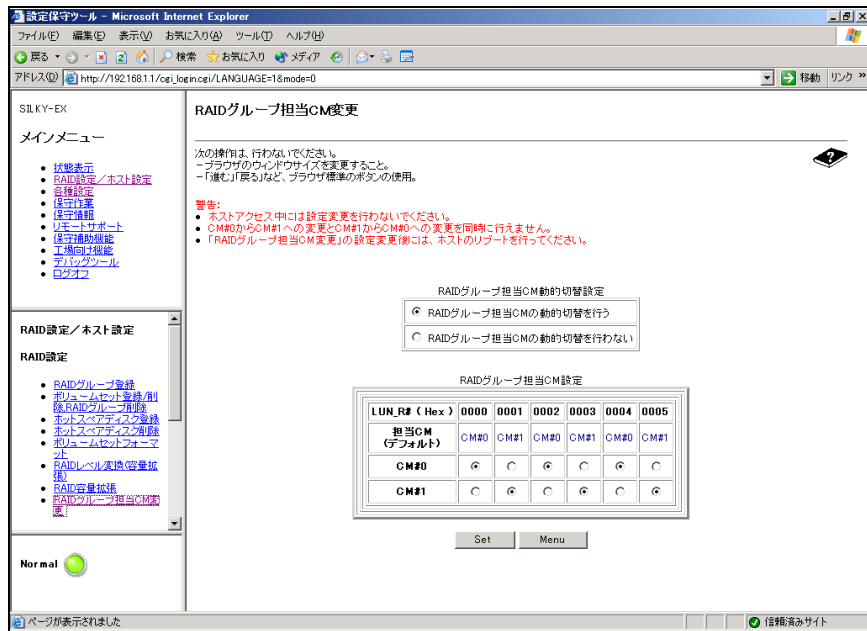 設定保守ツール - Microsoft Internet Explorer
ファイル(F) 編集(E) 表示(V) お気に入り(A) ツール(T) ヘルプ(H)
戻る 検索 お気に入り メディア
アドレス(D) http://192.168.1.1/cgi_login.cgi/LANGUAGE=1&mode=0 移動 リンク »
SILKY-EX
メインメニュー
状態表示
RAID設定／ホスト設定
各種設定
保守作業
保守情報
リモートサポート
保守補助機能
工場向け機能
デバッグツール
ログオフ
RAID設定／ホスト設定
RAID設定
RAIDグループ登録
ボリュームセット登録/削
除,RAIDグループ削除
ホットスペアディスク登録
ホットスペアディスク削除
ボリュームセットフォーマ
ット
RAIDレベル変換(容量拡
張)
RAID容量拡張
RAIDグループ担当CM変
更
Normal
RAIDグループ担当CM変更
次の操作は、行わないでください。
－ブラウザのウィンドウサイズを変更すること。
－「進む」「戻る」など、ブラウザ標準のボタンの使用。
警告:
ホストアクセス中には設定変更を行わないでください。
CM#0からCM#1への変更とCM#1からCM#0への変更を同時に行えません。
「RAIDグループ担当CM変更」の設定変更後には、ホストのリブートを行ってください。
RAIDグループ担当CM動的切替設定
RAIDグループ担当CMの動的切替を行う
RAIDグループ担当CMの動的切替を行わない
RAIDグループ担当CM設定
LUN_R# ( Hex ) 0000 0001 0002 0003 0004 0005
担当CM
(デフォルト) CM#0 CM#1 CM#0 CM#1 CM#0 CM#1
CM#0
CM#1
Set Menu
ページが表示されました 信頼済みサイト